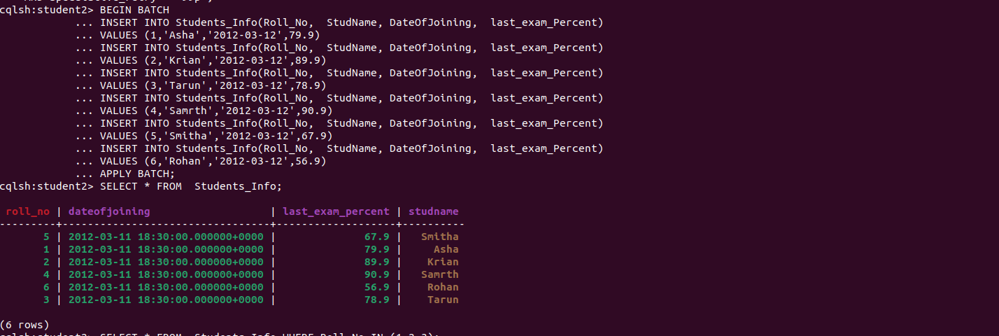 cqlsh:student2> BEGIN BATCH
... INSERT INTO Students_Info(Roll_No,  StudName, DateOfJoining,  last_exam_Percent)
... VALUES (1,'Asha','2012-03-12',79.9)
... INSERT INTO Students_Info(Roll_No,  StudName, DateOfJoining,  last_exam_Percent)
... VALUES (2,'Krian','2012-03-12',89.9)
... INSERT INTO Students_Info(Roll_No,  StudName, DateOfJoining,  last_exam_Percent)
... VALUES (3,'Tarun','2012-03-12',78.9)
... INSERT INTO Students_Info(Roll_No,  StudName, DateOfJoining,  last_exam_Percent)
... VALUES (4,'Samrth','2012-03-12',90.9)
... INSERT INTO Students_Info(Roll_No,  StudName, DateOfJoining,  last_exam_Percent)
... VALUES (5,'Smitha','2012-03-12',67.9)
... INSERT INTO Students_Info(Roll_No,  StudName, DateOfJoining,  last_exam_Percent)
... VALUES (6,'Rohan','2012-03-12',56.9)
... APPLY BATCH;
cqlsh:student2> SELECT * FROM  Students_Info;
roll_no | dateofjoining                   | last_exam_percent | studname
---------+---------------------------------+-------------------+----------
5 | 2012-03-11 18:30:00.000000+0000 |              67.9 |   Smitha
1 | 2012-03-11 18:30:00.000000+0000 |              79.9 |     Asha
2 | 2012-03-11 18:30:00.000000+0000 |              89.9 |    Krian
4 | 2012-03-11 18:30:00.000000+0000 |              90.9 |   Samrth
6 | 2012-03-11 18:30:00.000000+0000 |              56.9 |    Rohan
3 | 2012-03-11 18:30:00.000000+0000 |              78.9 |    Tarun
(6 rows)
cqlsh:student2> SELECT * FROM  Students_Info WHERE Roll_No IN (1,2,3);